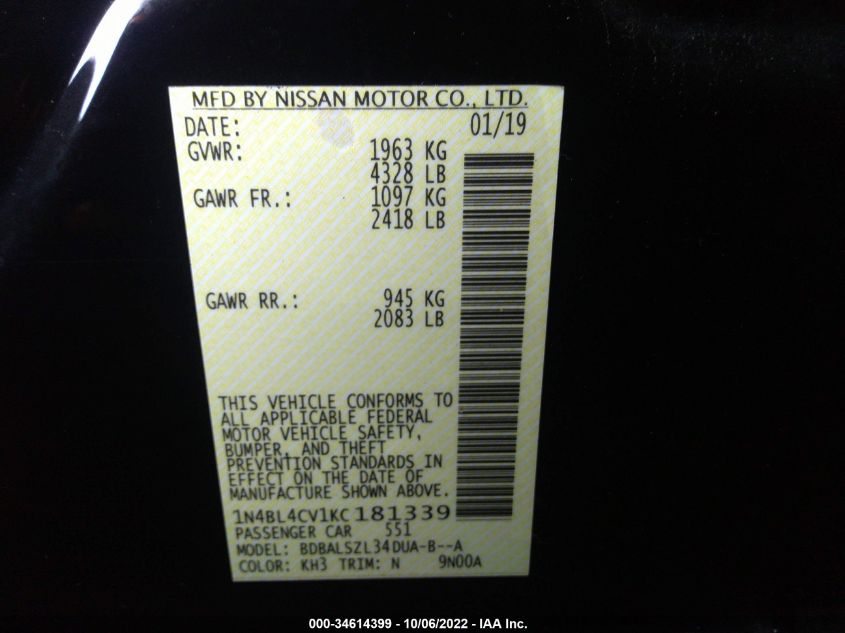 MFD BY NISSAN MOTOR CO., LTD.
DATE: 01/19
GVWR: 1963 KG
4328 LB
GAWR FR.: 1097 KG
2418 LB
GAWR RR.: 945 KG
2083 LB
THIS VEHICLE CONFORMS TO
ALL APPLICABLE FEDERAL
MOTOR VEHICLE SAFETY,
BUMPER, AND THEFT
PREVENTION STANDARDS IN
EFFECT ON THE DATE OF
MANUFACTURE SHOWN ABOVE.
1N4BL4CV1KC181339
PASSENGER CAR 551
MODEL: BDBALSZL34DUA-B--A
COLOR: KH3 TRIM: N 9N00A
000-34614399 - 10/06/2022 - IAA Inc.